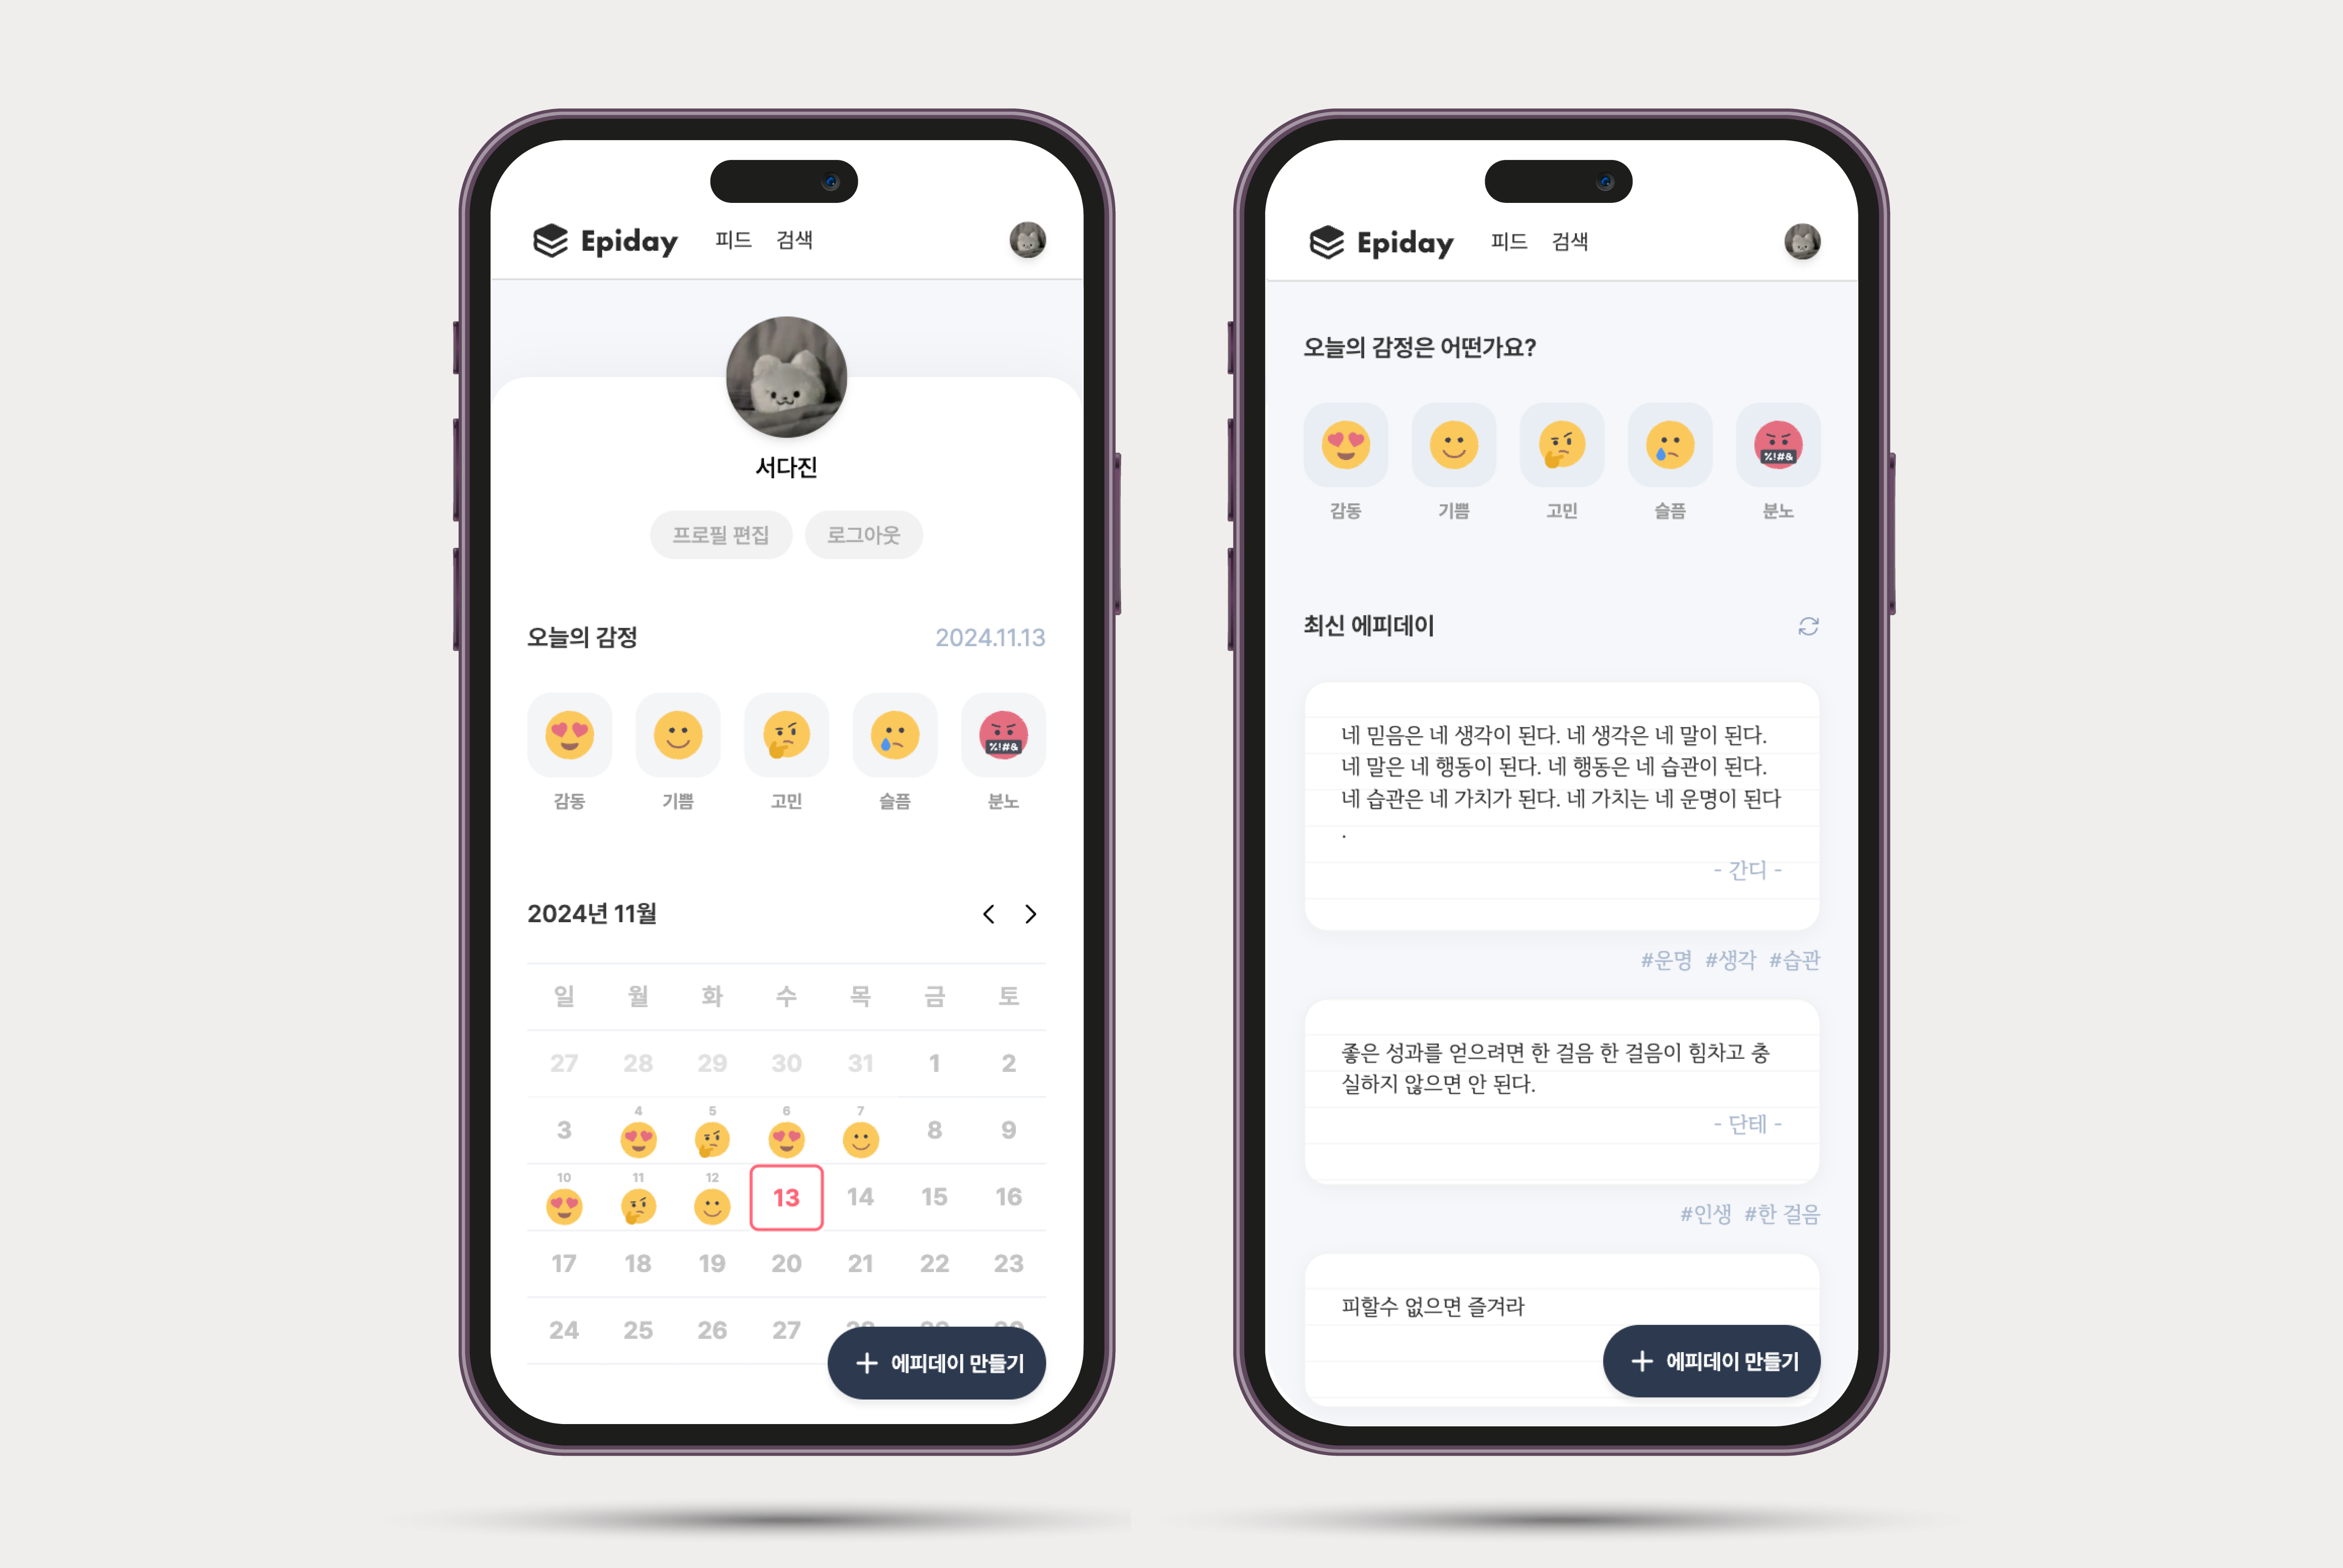 Epiday 피드 검색
서다진
프로필 편집 로그아웃
오늘의 감정 2024.11.13
%!#&
감동 기쁨 고민 슬픔 분노
2024년 11월
일 월 화 수 목 금 토
27 28 29 30 31 1 2
3 4 5 6 7 8 9
10 11 12 13 14 15 16
17 18 19 20 21 22 23
24 25 26 27
+ 에피데이 만들기
Epiday 피드 검색
오늘의 감정은 어떤가요?
%!#&
감동 기쁨 고민 슬픔 분노
최신 에피데이
네 믿음은 네 생각이 된다. 네 생각은 네 말이 된다.
네 말은 네 행동이 된다. 네 행동은 네 습관이 된다.
네 습관은 네 가치가 된다. 네 가치는 네 운명이 된다
.
- 간디 -
#운명 #생각 #습관
좋은 성과를 얻으려면 한 걸음 한 걸음이 힘차고 충
실하지 않으면 안 된다.
- 단테 -
#인생 #한 걸음
피할수 없으면 즐겨라
+ 에피데이 만들기